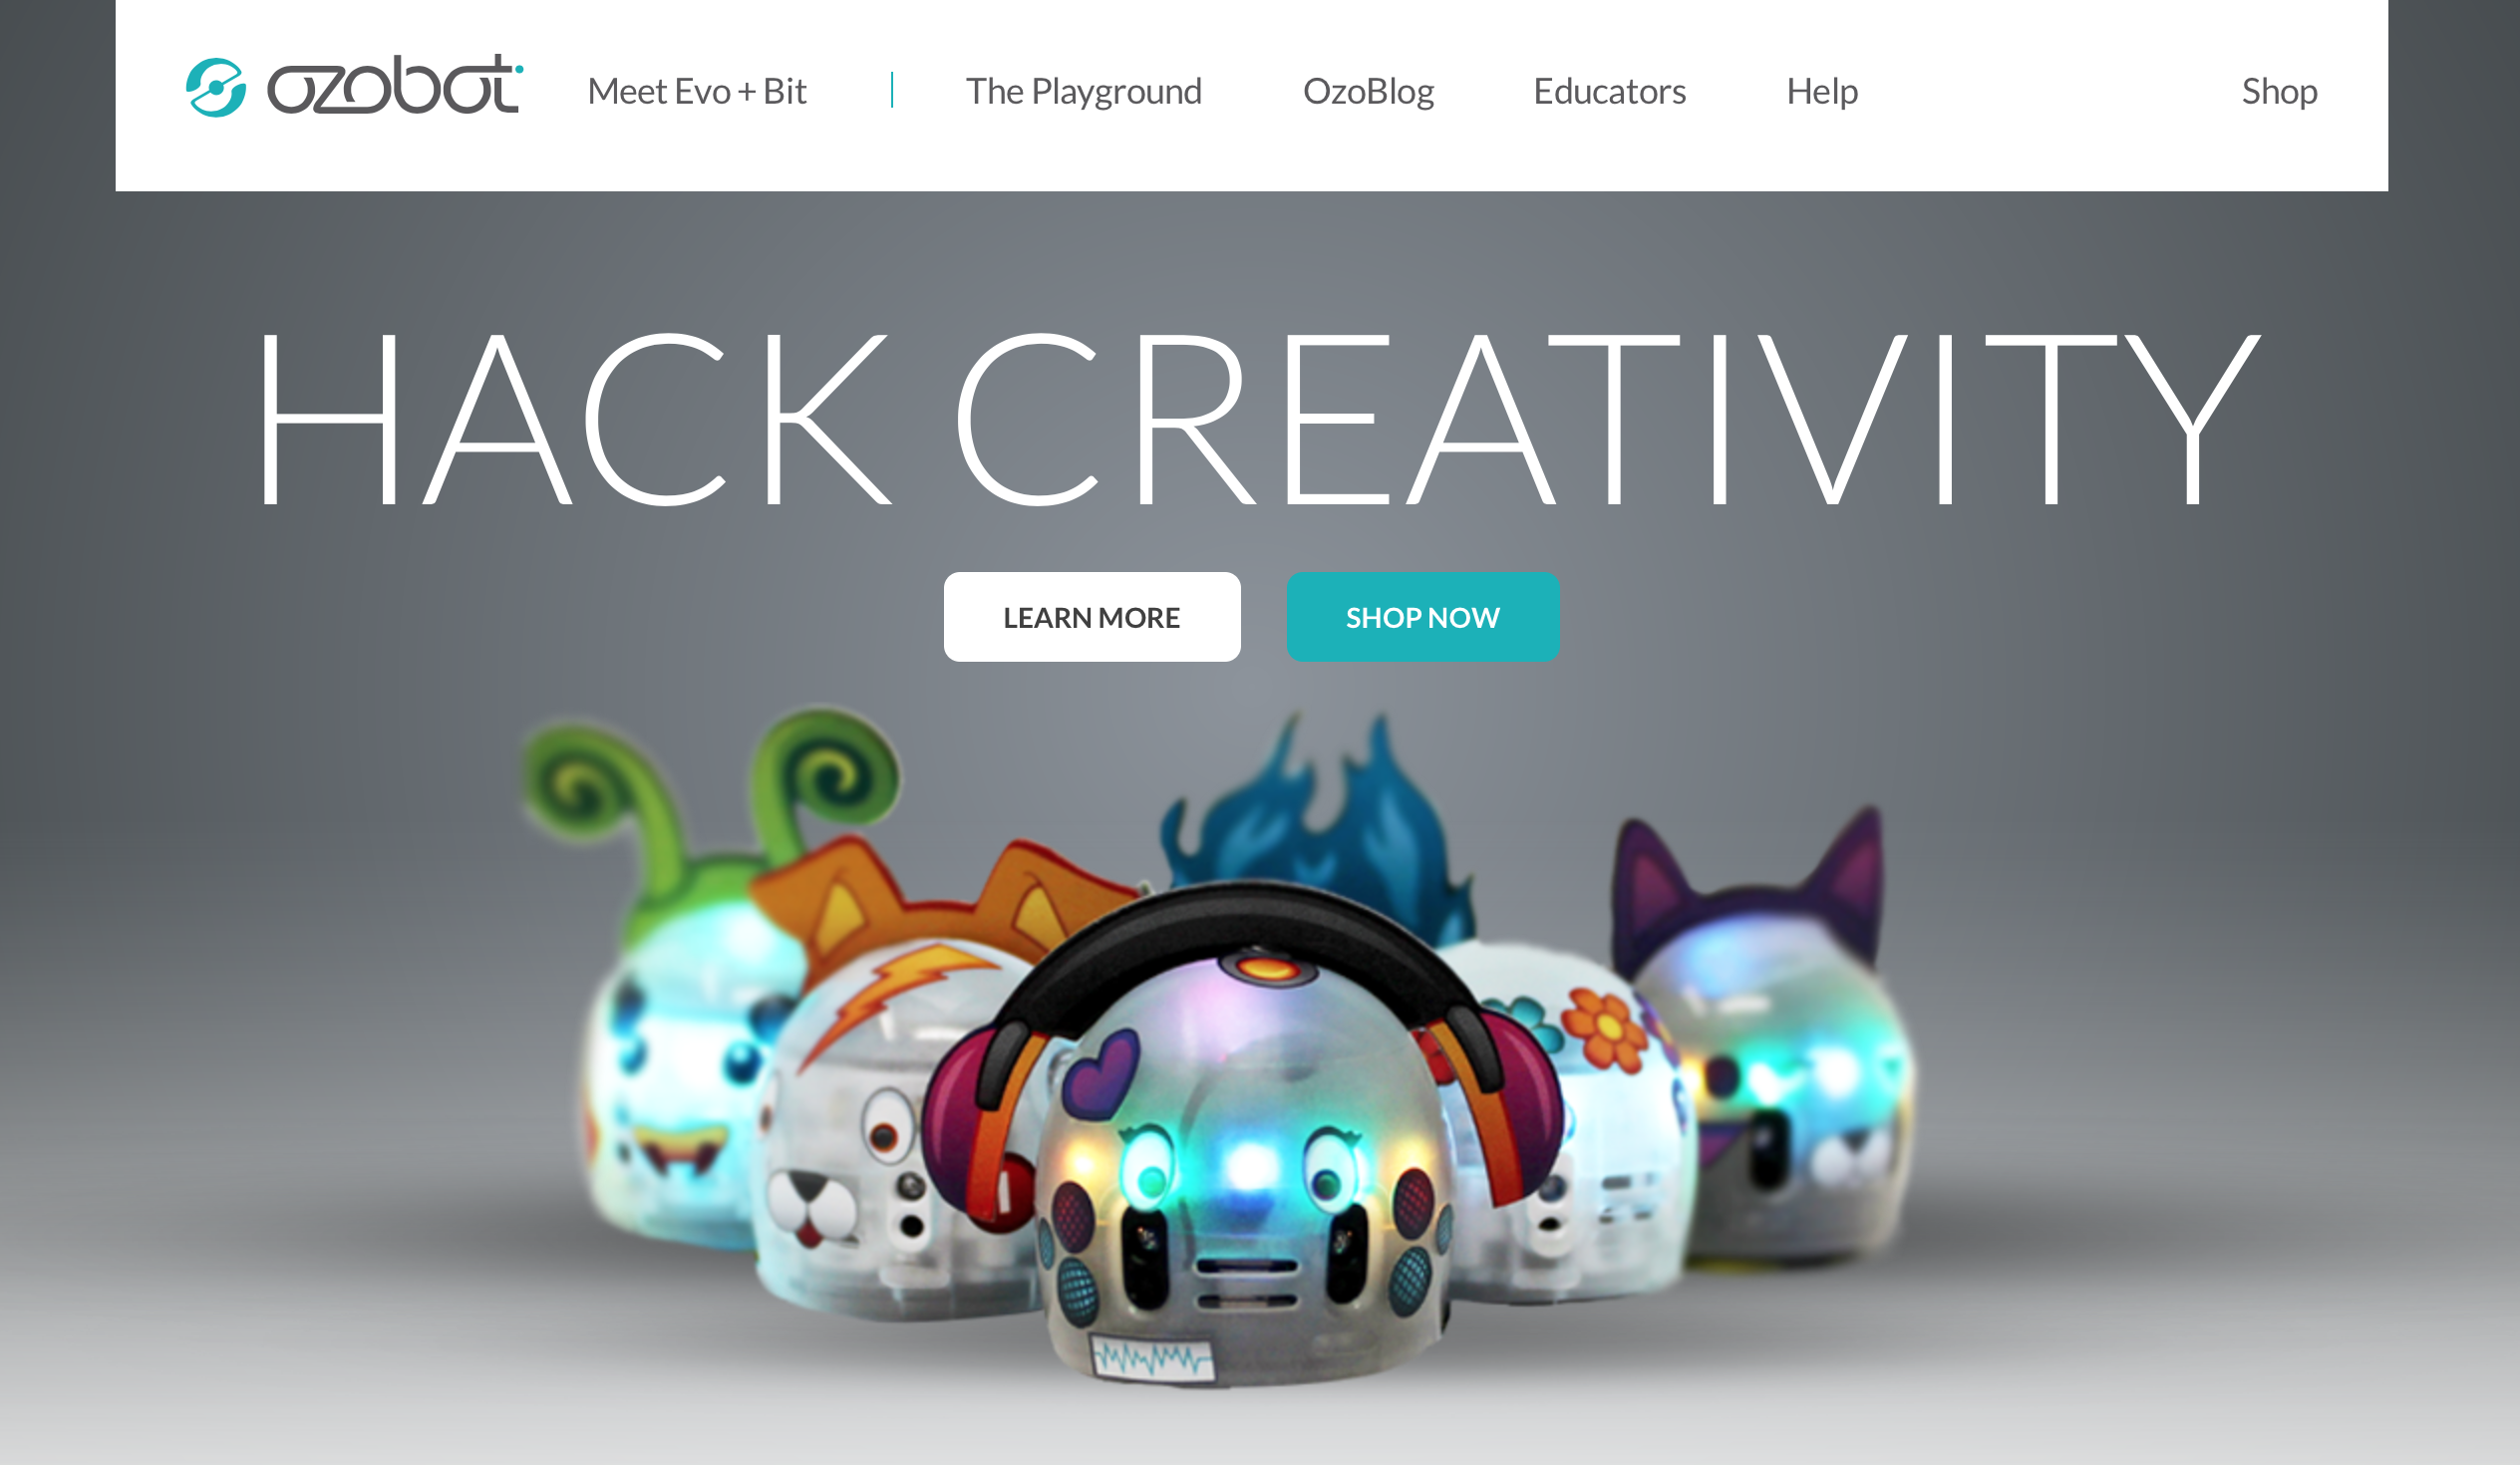 ozobot Meet Evo + Bit | The Playground OzoBlog Educators Help Shop
HACK CREATIVITY
LEARN MORE SHOP NOW